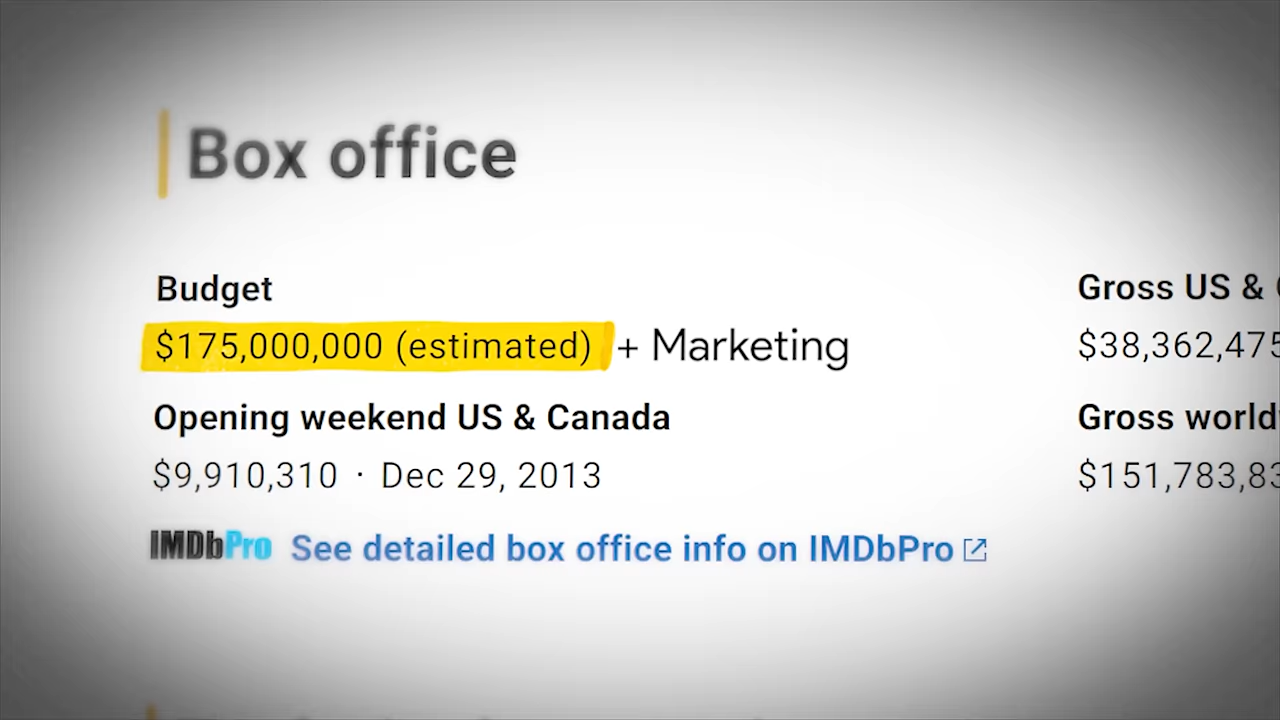 Box office
Budget
$175,000,000 (estimated) + Marketing
Opening weekend US & Canada
$9,910,310 · Dec 29, 2013
IMDbPro See detailed box office info on IMDbPro
Gross US &
$38,362,475
Gross world
$151,783,83